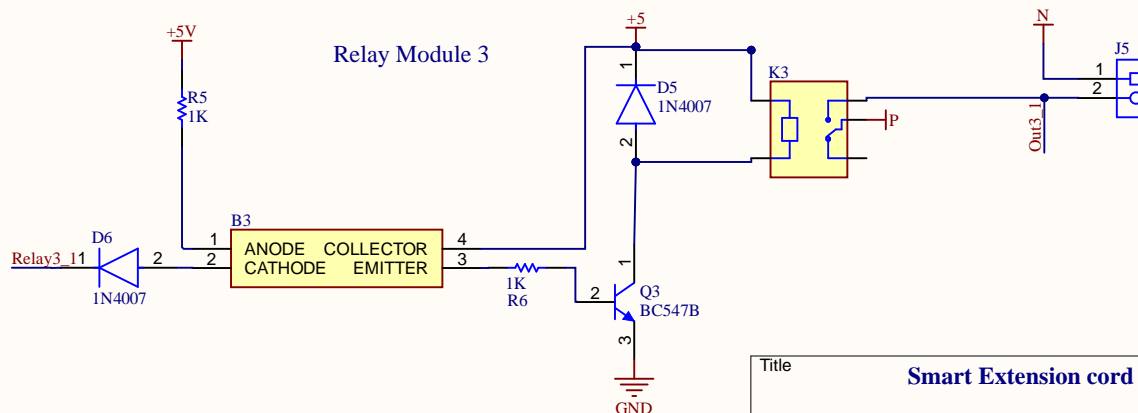 +5V
+5
N
Relay Module 3
J5
K3
1
D5
1N4007
2
R5
1K
1
2
P
Out3_1
B3
D6
Relay3_1
1
2
1N4007
1
2
ANODE COLLECTOR
CATHODE EMITTER
4
3
1K
R6
1
2
Q3
BC547B
3
GND
Title
Smart Extension cord